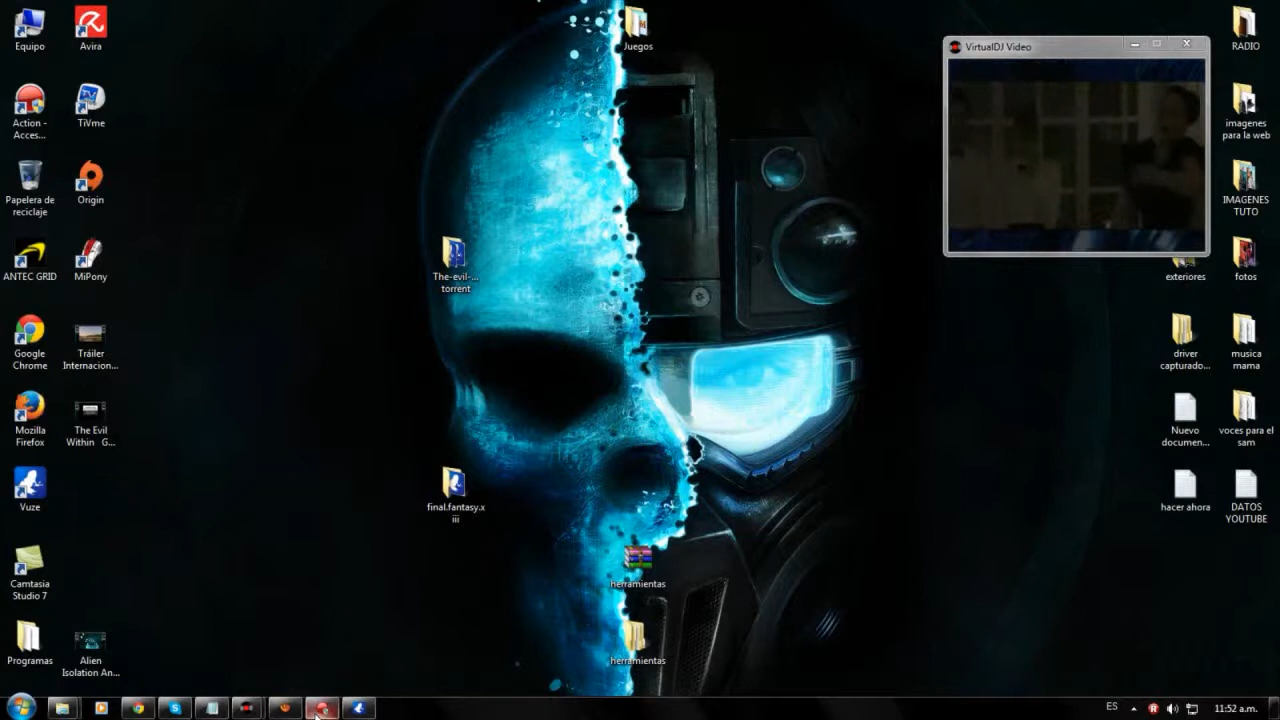 Equipo
Avira
Action -
Acces...
TiVme
Papelera de
reciclaje
Origin
ANTEC GRID
MiPony
Google
Chrome
Tráiler
Internacion...
Mozilla
Firefox
The Evil
Within G...
Vuze
Camtasia
Studio 7
Programas
Alien
Isolation An...
Juegos
The-evil-...
torrent
final.fantasy.x
iii
herramientas
herramientas
VirtualDJ Video
RADIO
imagenes
para la web
IMAGENES
TUTO
exteriores
fotos
driver
capturado...
musica
mama
Nuevo
documen...
voces para el
sam
hacer ahora
DATOS
YOUTUBE
ES
11:52 a.m.